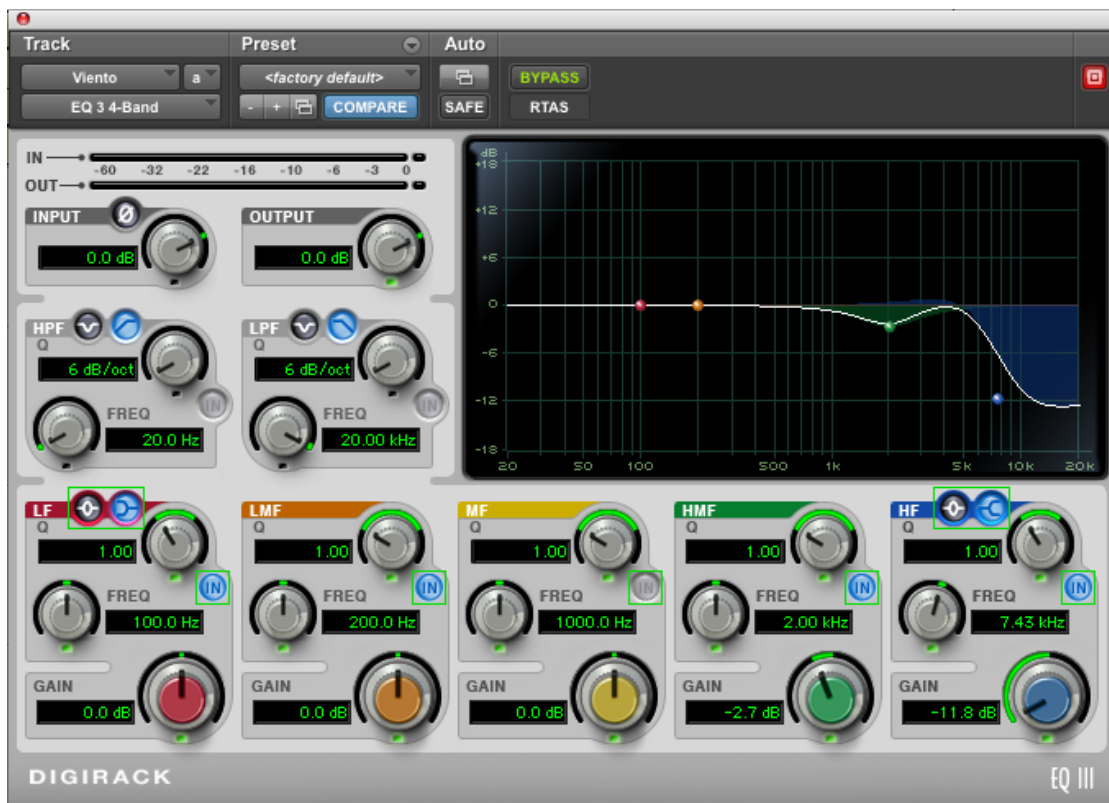 Track Preset Auto
Viento a <factory default> BYPASS
EQ 3 4-Band - + COMPARE SAFE RTAS
IN
-60 -32 -22 -16 -10 -6 -3 0
OUT
INPUT Ø OUTPUT
0.0 dB 0.0 dB
HPF LPF
Q Q
6 dB/oct 6 dB/oct
IN IN
FREQ FREQ
20.0 Hz 20.00 kHz
dB
+18
+12
+6
0
-6
-12
-18
20 50 100 500 1k 5k 10k 20k
LF LMF MF HMF HF
Q Q Q Q Q
1.00 1.00 1.00 1.00 1.00
IN IN IN IN IN
FREQ FREQ FREQ FREQ FREQ
100.0 Hz 200.0 Hz 1000.0 Hz 2.00 kHz 7.43 kHz
GAIN GAIN GAIN GAIN GAIN
0.0 dB 0.0 dB 0.0 dB -2.7 dB -11.8 dB
DIGIRACK EQ III